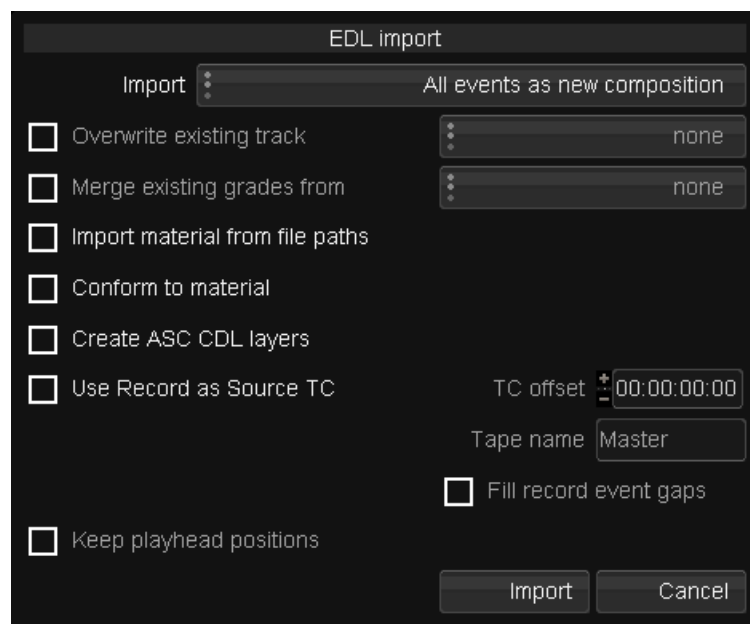 EDL import
Import All events as new composition
Overwrite existing track none
Merge existing grades from none
Import material from file paths
Conform to material
Create ASC CDL layers
Use Record as Source TC TC offset 00:00:00:00
Tape name Master
Fill record event gaps
Keep playhead positions
Import Cancel